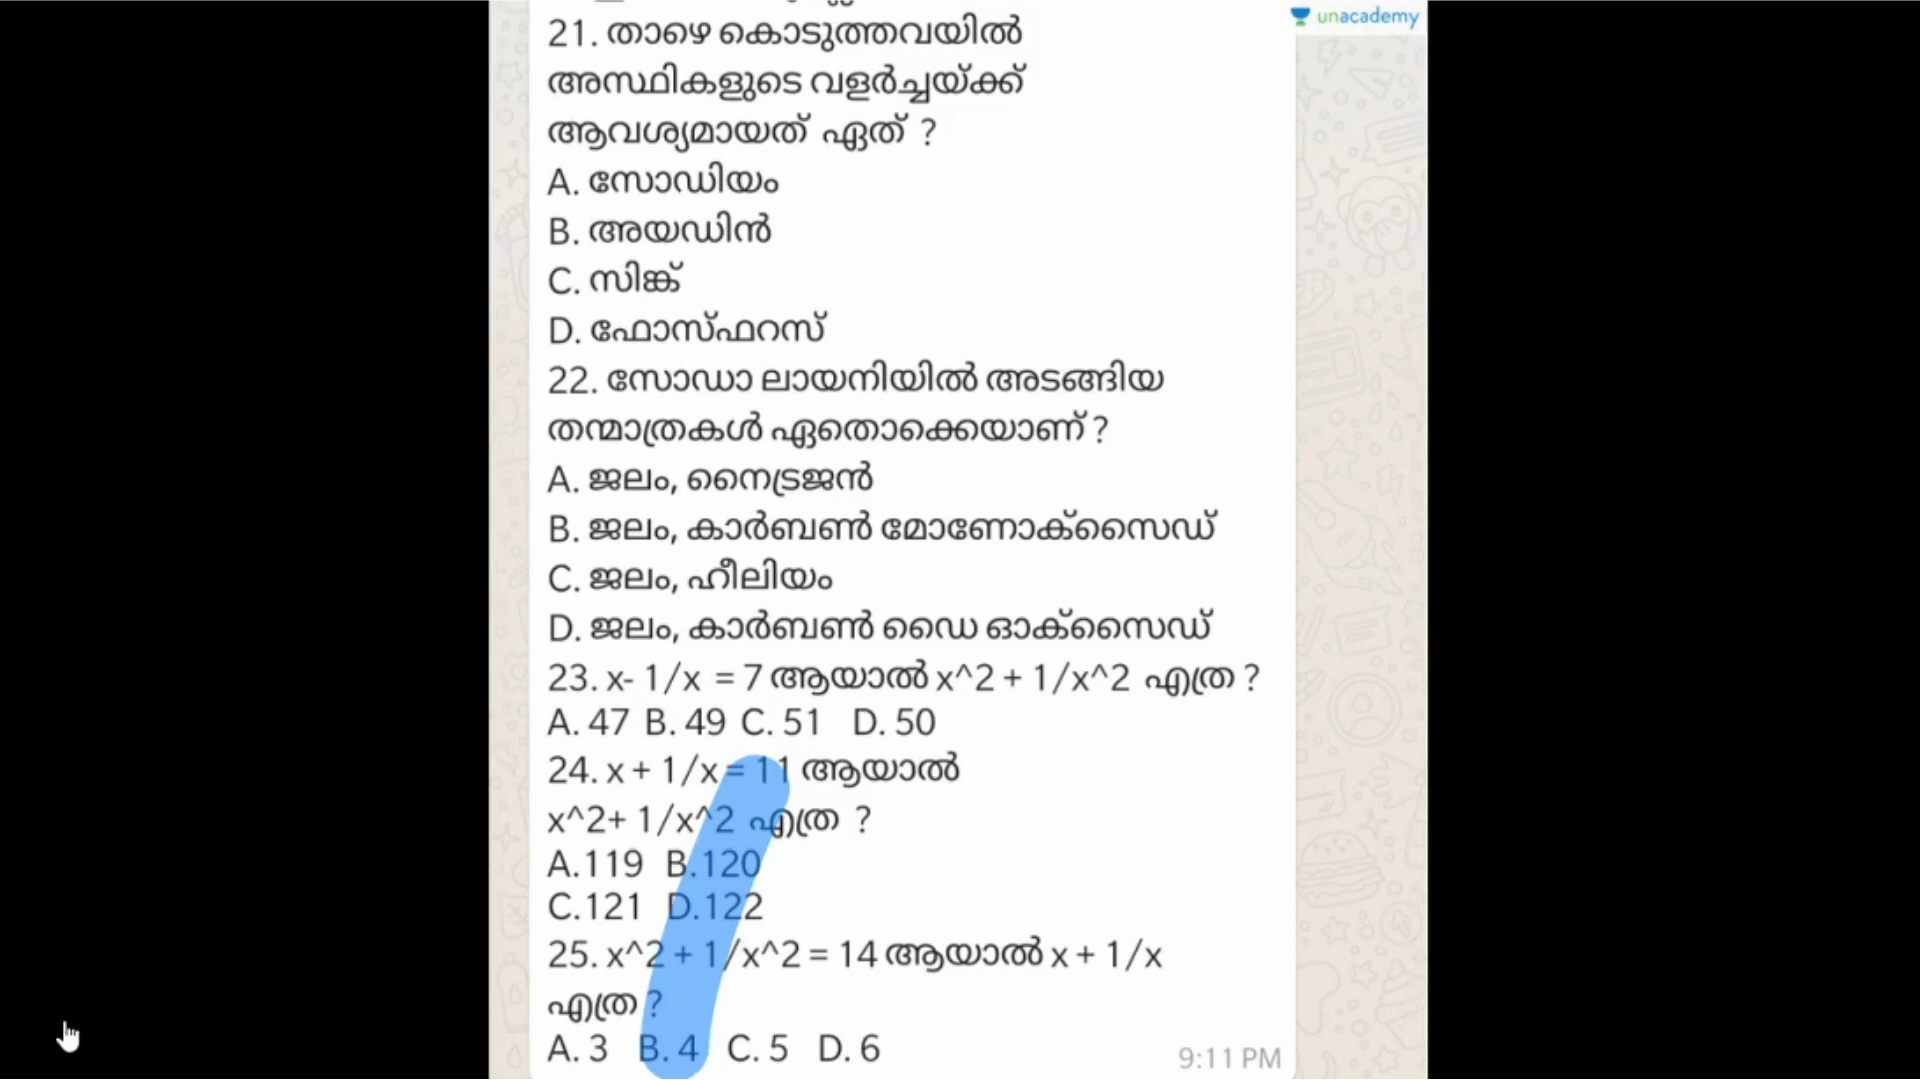 unacademy
21. താഴെ കൊടുത്തവയിൽ
അസ്ഥികളുടെ വളർച്ചയ്ക്ക്
ആവശ്യമായത് ഏത് ?
A. സോഡിയം
B. അയഡിൻ
C. സിങ്ക്
D. ഫോസ്ഫറസ്
22. സോഡാ ലായനിയിൽ അടങ്ങിയ
തന്മാത്രകൾ ഏതൊക്കെയാണ് ?
A. ജലം, നൈട്രജൻ
B. ജലം, കാർബൺ മോണോക്സൈഡ്
C. ജലം, ഹീലിയം
D. ജലം, കാർബൺ ഡൈ ഓക്സൈഡ്
23. x- 1/x = 7 ആയാൽ x^2 + 1/x^2 എത്ര ?
A. 47 B. 49 C. 51 D. 50
24. x + 1/x = 11 ആയാൽ
x^2+ 1/x^2 എത്ര ?
A.119 B.120
C.121 D.122
25. x^2 + 1/x^2 = 14 ആയാൽ x + 1/x
എത്ര ?
A. 3 B. 4 C. 5 D. 6
9:11 PM